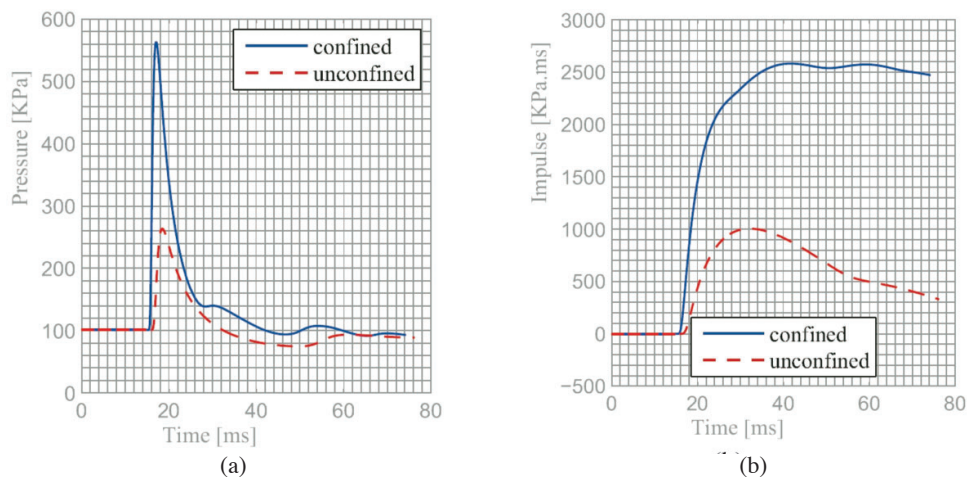 600
500
400
300
200
100
0
Pressure [KPa]
confined
unconfined
0 20 40 60 80
Time [ms]
(a)
3000
2500
2000
1500
1000
500
0
−500
Impulse [KPa.ms]
confined
unconfined
0 20 40 60 80
Time [ms]
(b)